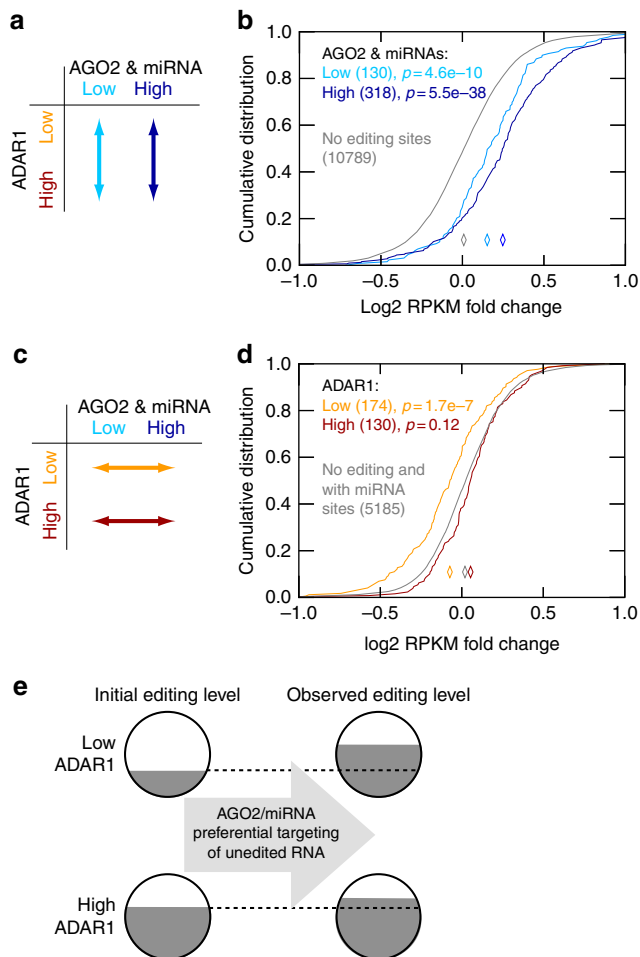 a
AGO2 & miRNA
Low High
ADAR1
Low
High
b
Cumulative distribution
1.0
0.8
0.6
0.4
0.2
0.0
AGO2 & miRNAs:
Low (130), p = 4.6e–10
High (318), p = 5.5e–38
No editing sites
(10789)
–1.0 –0.5 0.0 0.5 1.0
Log2 RPKM fold change
c
AGO2 & miRNA
Low High
ADAR1
Low
High
d
Cumulative distribution
1.0
0.8
0.6
0.4
0.2
0.0
ADAR1:
Low (174), p = 1.7e–7
High (130), p = 0.12
No editing and
with miRNA
sites (5185)
–1.0 –0.5 0.0 0.5 1.0
log2 RPKM fold change
e
Initial editing level Observed editing level
Low
ADAR1
AGO2/miRNA
preferential targeting
of unedited RNA
High
ADAR1